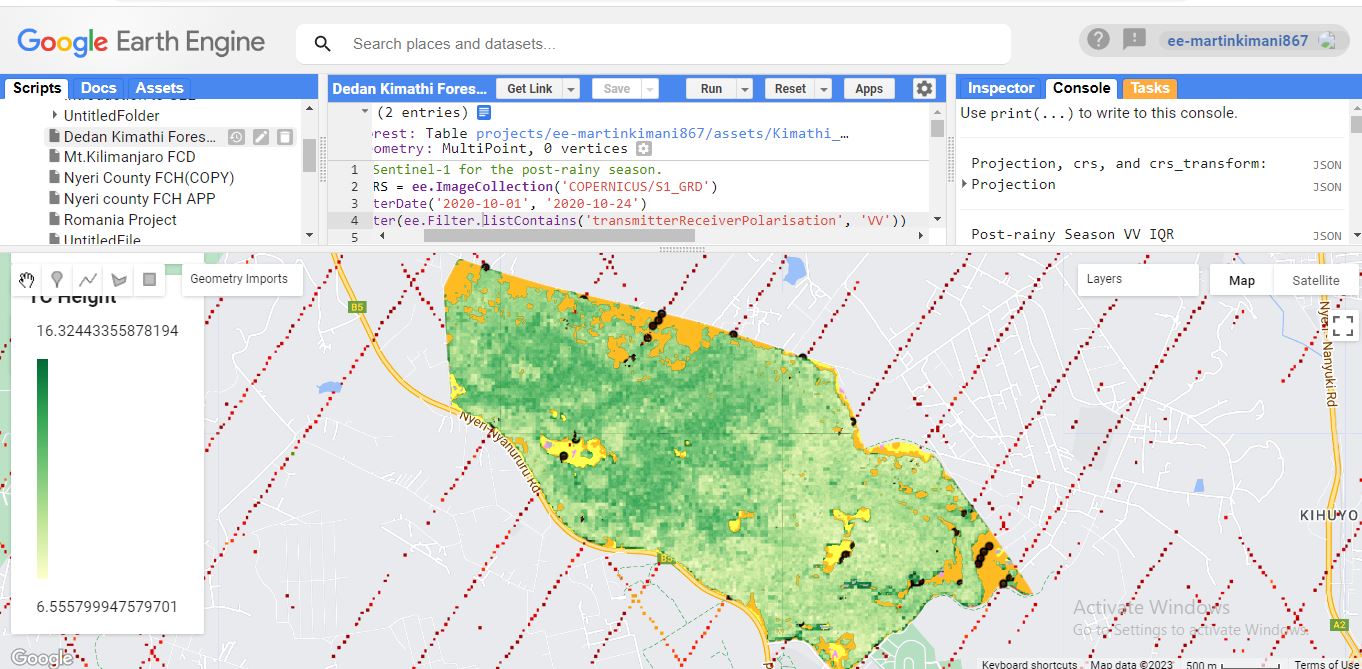 Google Earth Engine
Search places and datasets...
ee-martinkimani867
Scripts Docs Assets
UntitledFolder
Dedan Kimathi Fores...
Mt.Kilimanjaro FCD
Nyeri County FCH(COPY)
Nyeri county FCH APP
Romania Project
UntitledFile
Dedan Kimathi Fores...
Get Link
Save
Run
Reset
Apps
(2 entries)
rest: Table projects/ee-martinkimani867/assets/Kimathi_…
ometry: MultiPoint, 0 vertices
1 Sentinel-1 for the post-rainy season.
2 RS = ee.ImageCollection('COPERNICUS/S1_GRD')
3 terDate('2020-10-01', '2020-10-24')
4 ter(ee.Filter.listContains('transmitterReceiverPolarisation', 'VV'))
5
Inspector Console Tasks
Use print(...) to write to this console.
Projection, crs, and crs_transform:
JSON
Projection
JSON
Post-rainy Season VV IQR
JSON
Geometry Imports
Layers
Map Satellite
TC Height
16.32443355878194
6.555799947579701
B5
Nyeri-Nyahururu Rd
B5
Nyeri - Nanyuki Rd
KIHUYO
A2
Activate Windows
Go to Settings to activate Windows.
Google
Keyboard shortcuts
Map data ©2023
500 m
Terms of Use